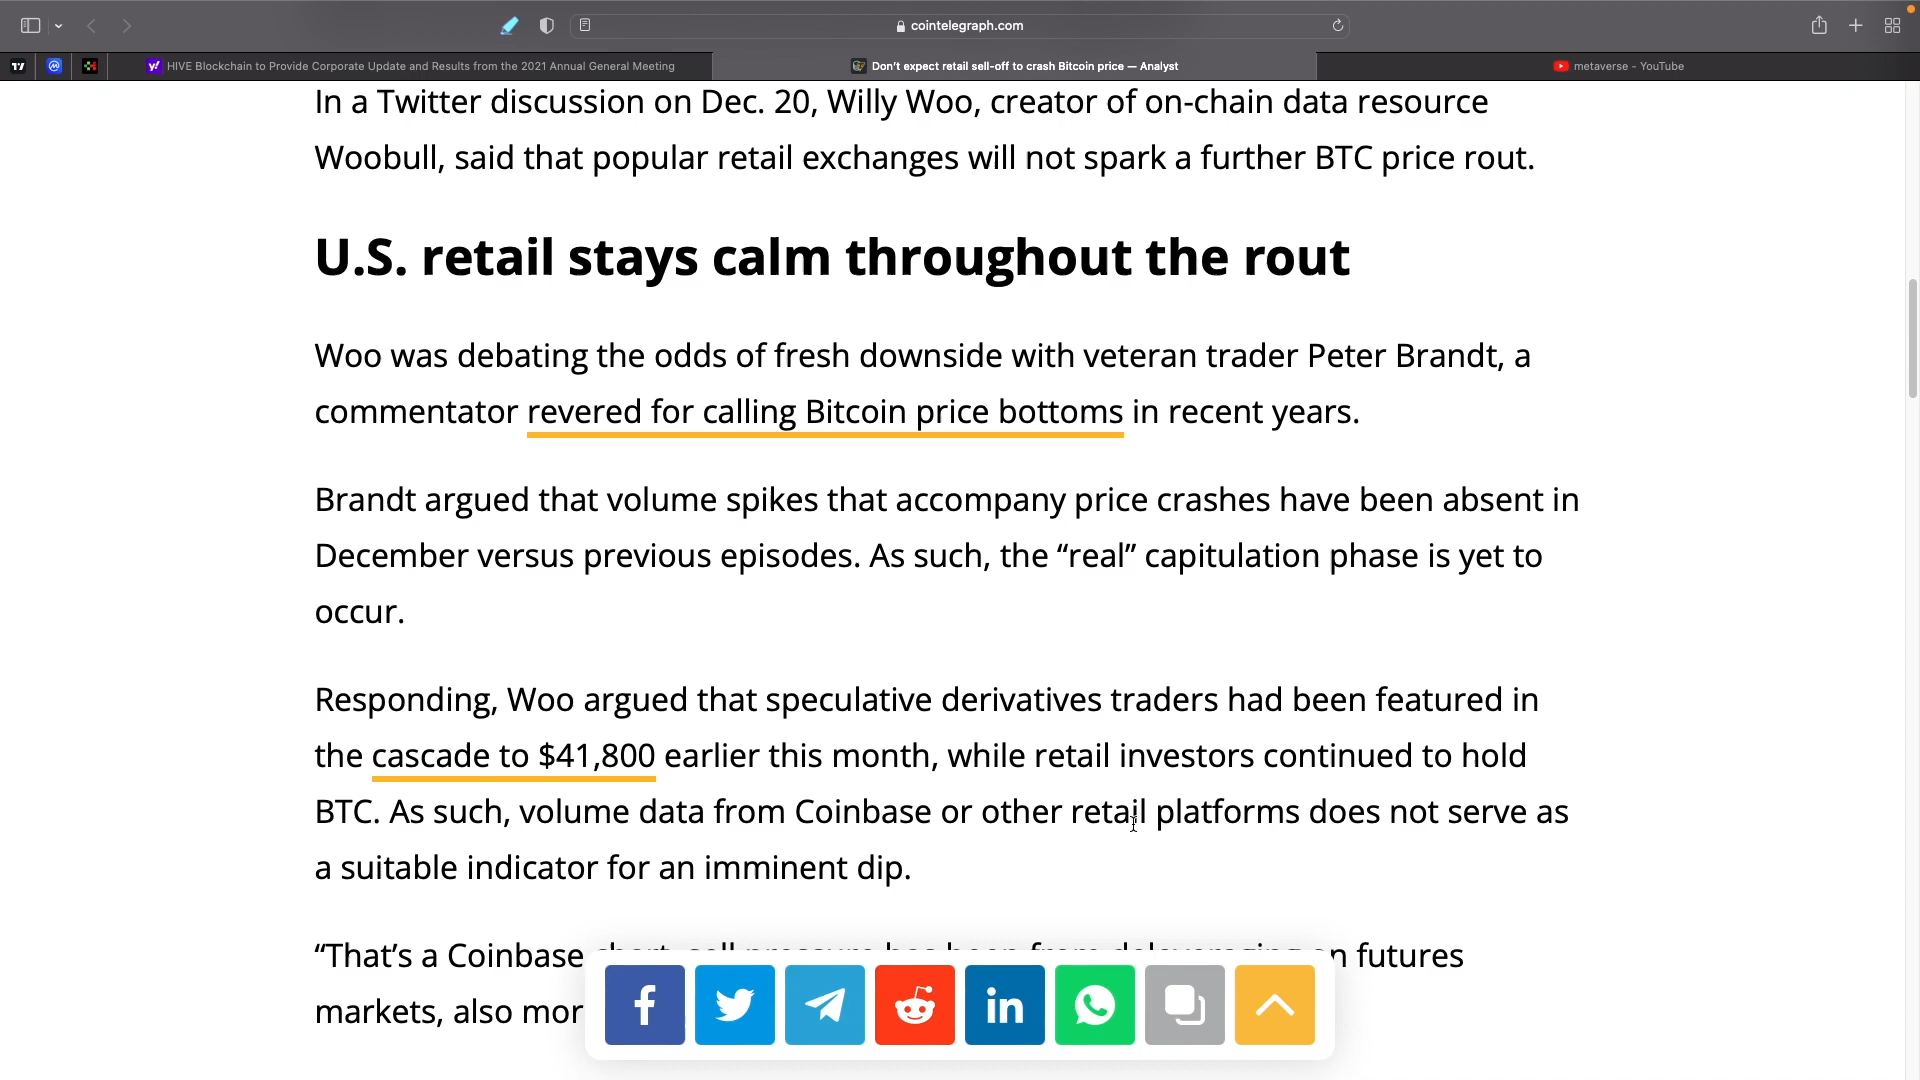 cointelegraph.com
HIVE Blockchain to Provide Corporate Update and Results from the 2021 Annual General Meeting
Don't expect retail sell-off to crash Bitcoin price — Analyst
metaverse - YouTube
In a Twitter discussion on Dec. 20, Willy Woo, creator of on-chain data resource
Woobull, said that popular retail exchanges will not spark a further BTC price rout.
U.S. retail stays calm throughout the rout
Woo was debating the odds of fresh downside with veteran trader Peter Brandt, a
commentator revered for calling Bitcoin price bottoms in recent years.
Brandt argued that volume spikes that accompany price crashes have been absent in
December versus previous episodes. As such, the “real” capitulation phase is yet to
occur.
Responding, Woo argued that speculative derivatives traders had been featured in
the cascade to $41,800 earlier this month, while retail investors continued to hold
BTC. As such, volume data from Coinbase or other retail platforms does not serve as
a suitable indicator for an imminent dip.
“That’s a Coinbase chart, sell pressure has been from deleveraging on futures
markets, also mor